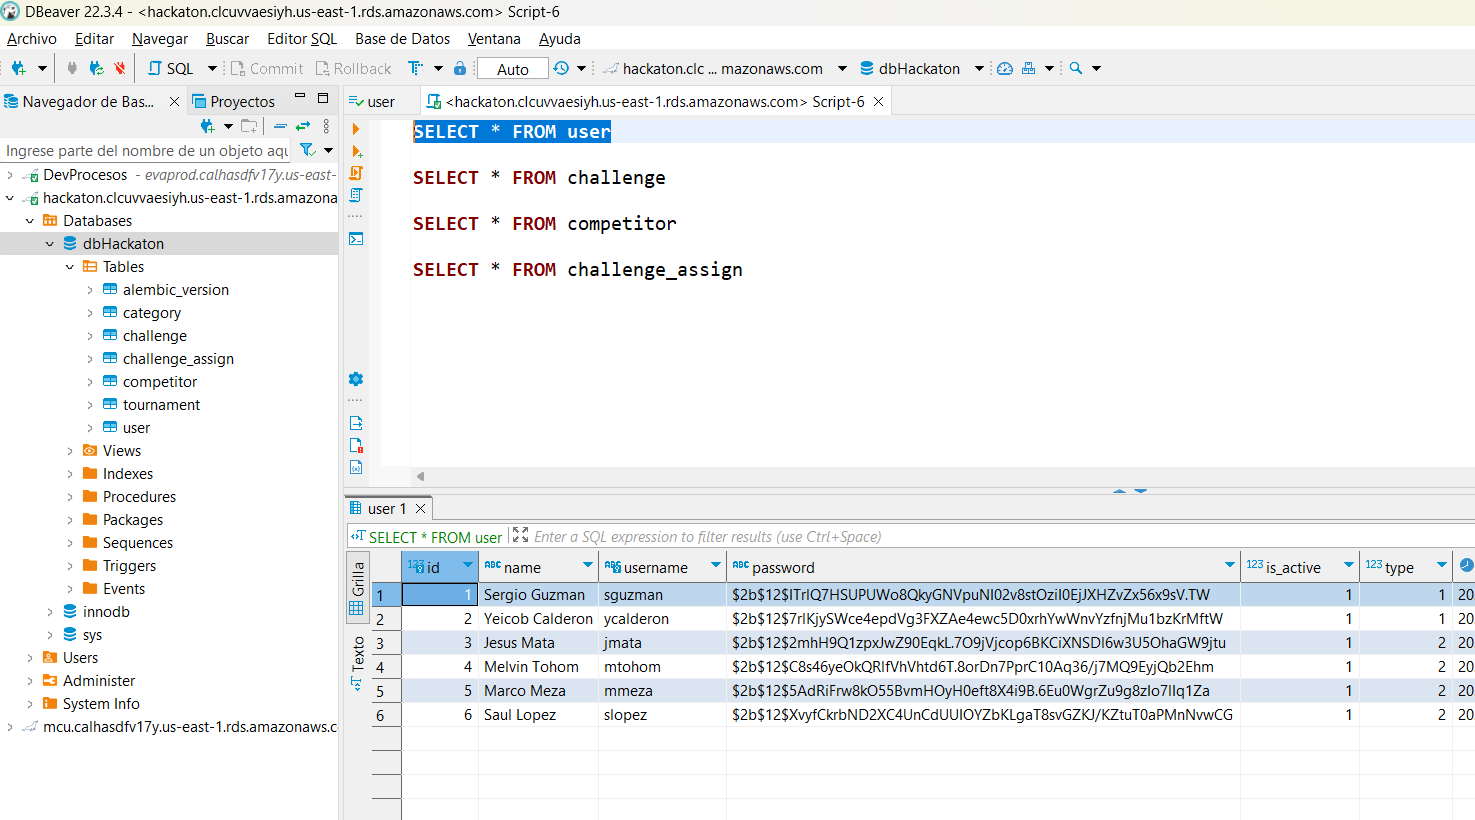 DBeaver 22.3.4 - <hackaton.clcuvvaesiyh.us-east-1.rds.amazonaws.com> Script-6
Archivo Editar Navegar Buscar Editor SQL Base de Datos Ventana Ayuda
SQL Commit Rollback Auto hackaton.clc ... mazonaws.com dbHackaton
Navegador de Bas... Proyectos
user <hackaton.clcuvvaesiyh.us-east-1.rds.amazonaws.com> Script-6
Ingrese parte del nombre de un objeto aqu
DevProcesos - evaprod.calhasdfv17y.us-east-
hackaton.clcuvvaesiyh.us-east-1.rds.amazona
Databases
dbHackaton
Tables
alembic_version
category
challenge
challenge_assign
competitor
tournament
user
Views
Indexes
Procedures
Packages
Sequences
Triggers
Events
innodb
sys
Users
Administer
System Info
mcu.calhasdfv17y.us-east-1.rds.amazonaws.c
SELECT * FROM user
SELECT * FROM challenge
SELECT * FROM competitor
SELECT * FROM challenge_assign
user 1
SELECT * FROM user Enter a SQL expression to filter results (use Ctrl+Space)
Grilla
Texto
123 id ABC name ABC username ABC password 123 is_active 123 type
1 1 Sergio Guzman sguzman $2b$12$ITrlQ7HSUPUWo8QkyGNVpuNI02v8stOziI0EjJXHZvZx56x9sV.TW 1 1 20
2 2 Yeicob Calderon ycalderon $2b$12$7rIKjySWce4epdVg3FXZAe4ewc5D0xrhYwWnvYzfnjMu1bzKrMftW 1 1 20
3 3 Jesus Mata jmata $2b$12$2mhH9Q1zpxJwZ90EqkL.7O9jVjcop6BKCiXNSDI6w3U5OhaGW9jtu 1 2 20
4 4 Melvin Tohom mtohom $2b$12$C8s46yeOkQRIfVhVhtd6T.8orDn7PprC10Aq36/j7MQ9EyjQb2Ehm 1 2 20
5 5 Marco Meza mmeza $2b$12$5AdRiFrw8kO55BvmHOyH0eft8X4i9B.6Eu0WgrZu9g8zIo7IIq1Za 1 2 20
6 6 Saul Lopez slopez $2b$12$XvyfCkrbND2XC4UnCdUUIOYZbKLgaT8svGZKJ/KZtuT0aPMnNvwCG 1 2 20